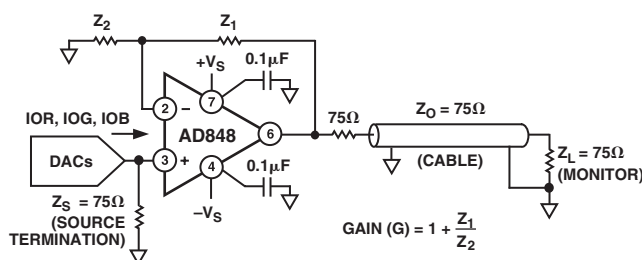 Z2
Z1
+VS
0.1µF
7
2
–
IOR, IOG, IOB
AD848
6
75Ω
ZO = 75Ω
DACs
3
+
4
0.1µF
(CABLE)
ZL = 75Ω
(MONITOR)
ZS = 75Ω
(SOURCE
TERMINATION)
–VS
GAIN (G) = 1 + Z1/Z2